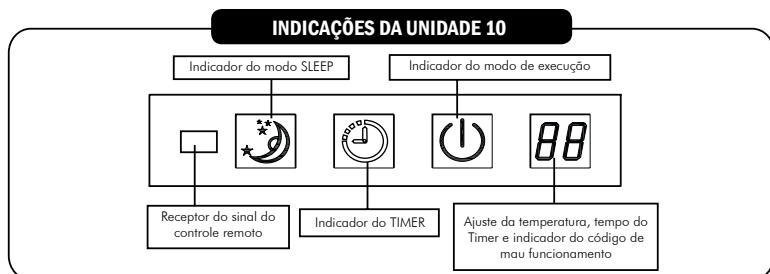 INDICAÇÕES DA UNIDADE 10
Indicador do modo SLEEP
Indicador do modo de execução
88
Receptor do sinal do
controle remoto
Indicador do TIMER
Ajuste da temperatura, tempo do
Timer e indicador do código de
mau funcionamento